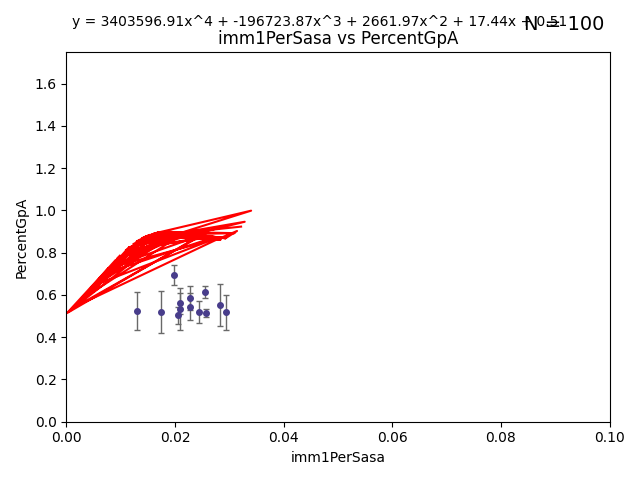 y = 3403596.91x^4 + -196723.87x^3 + 2661.97x^2 + 17.44x + 0.51
N = 100
imm1PerSasa vs PercentGpA
PercentGpA
1.6
1.4
1.2
1.0
0.8
0.6
0.4
0.2
0.0
0.00 0.02 0.04 0.06 0.08 0.10
imm1PerSasa